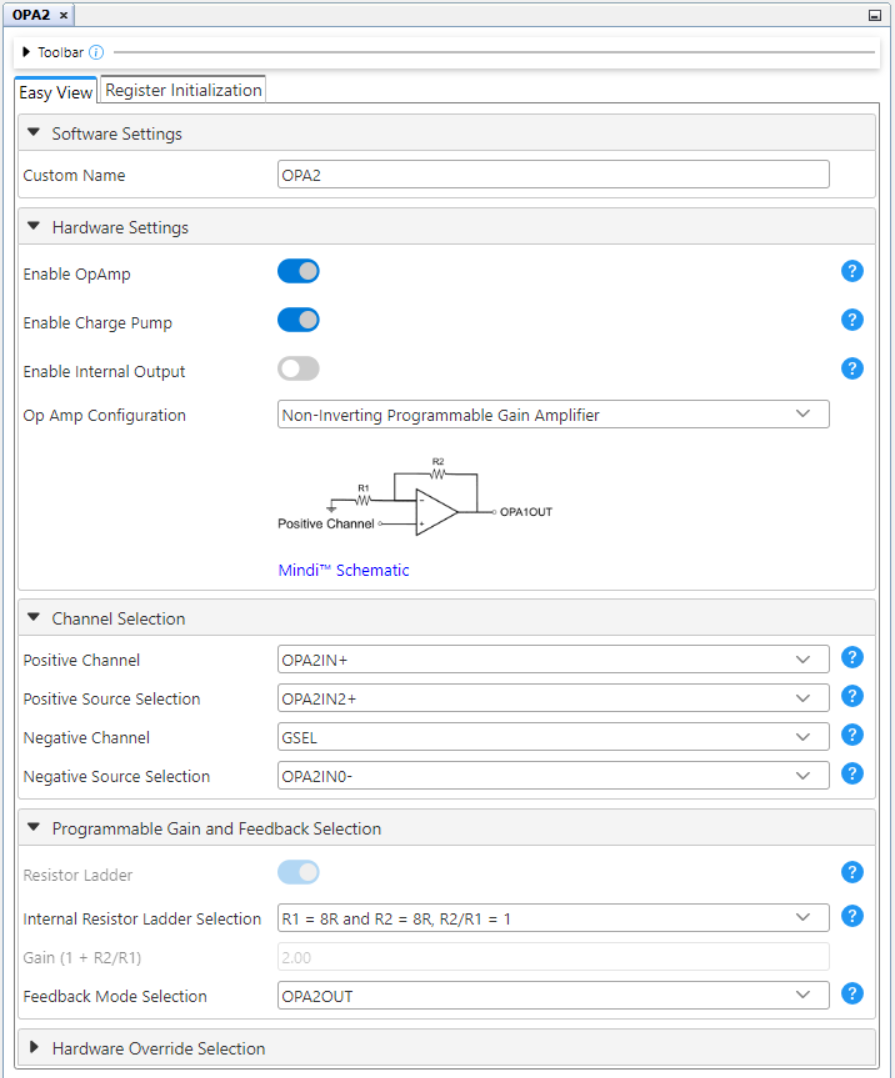 OPA2 ×
Toolbar
Easy View Register Initialization
Software Settings
Custom Name OPA2
Hardware Settings
Enable OpAmp ?
Enable Charge Pump ?
Enable Internal Output ?
Op Amp Configuration Non-Inverting Programmable Gain Amplifier
R2
R1
-
OPA1OUT
Positive Channel +
Mindi™ Schematic
Channel Selection
Positive Channel OPA2IN+ ?
Positive Source Selection OPA2IN2+ ?
Negative Channel GSEL ?
Negative Source Selection OPA2IN0- ?
Programmable Gain and Feedback Selection
Resistor Ladder ?
Internal Resistor Ladder Selection R1 = 8R and R2 = 8R, R2/R1 = 1 ?
Gain (1 + R2/R1) 2.00
Feedback Mode Selection OPA2OUT ?
Hardware Override Selection